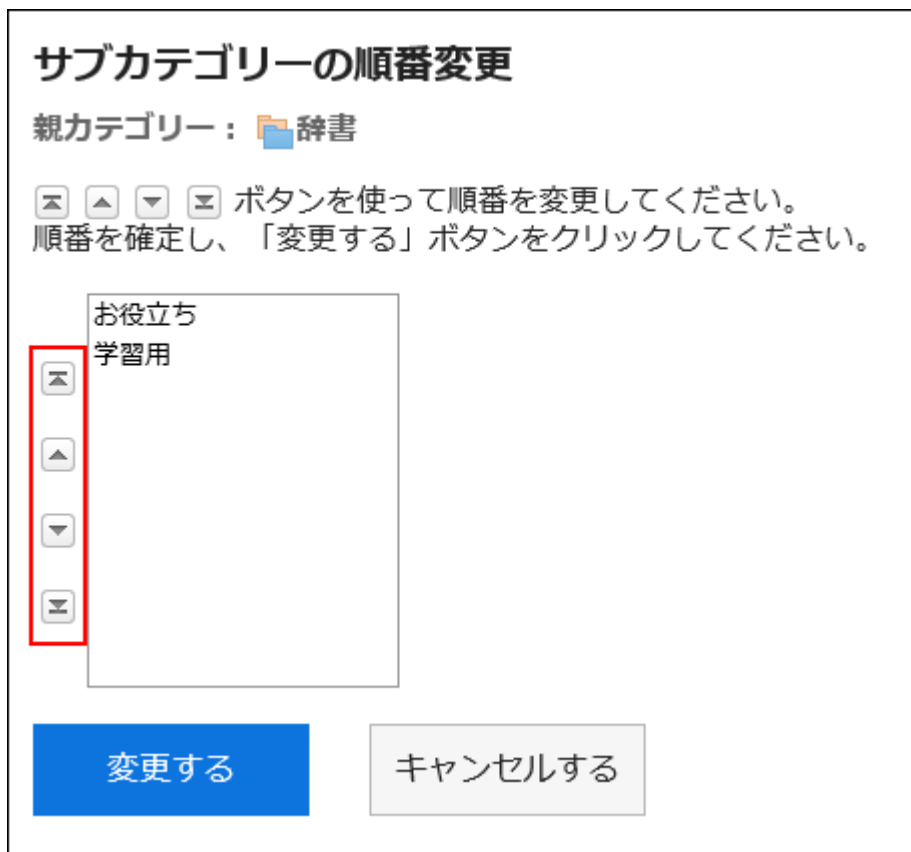 サブカテゴリーの順番変更
親カテゴリー： 辞書
ボタンを使って順番を変更してください。
順番を確定し、「変更する」ボタンをクリックしてください。
お役立ち
学習用
変更する
キャンセルする